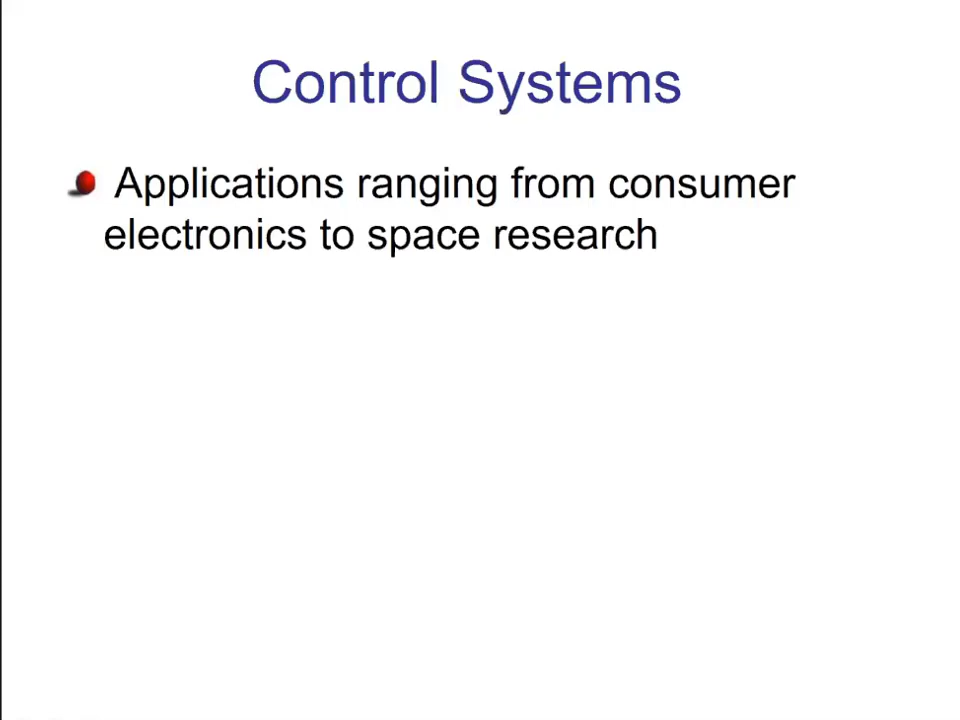 Control Systems
Applications ranging from consumer
electronics to space research